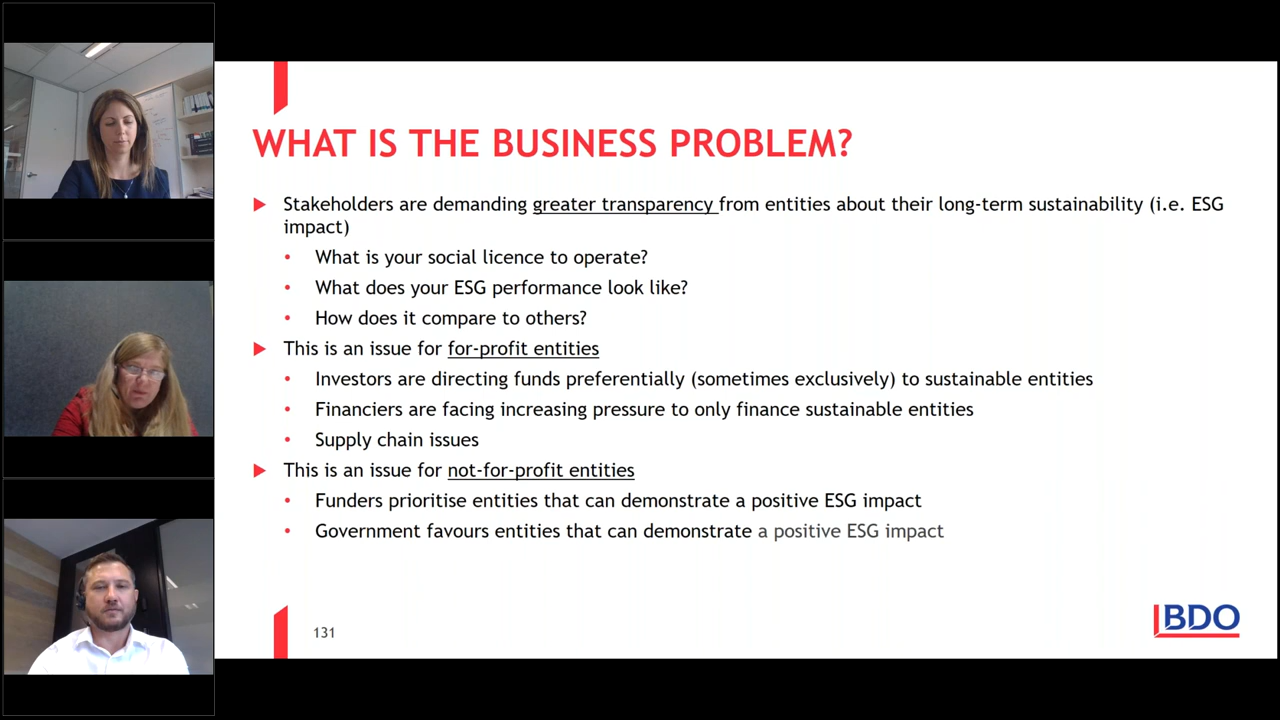 WHAT IS THE BUSINESS PROBLEM?
Stakeholders are demanding greater transparency from entities about their long-term sustainability (i.e. ESG
impact)
What is your social licence to operate?
What does your ESG performance look like?
How does it compare to others?
This is an issue for for-profit entities
Investors are directing funds preferentially (sometimes exclusively) to sustainable entities
Financiers are facing increasing pressure to only finance sustainable entities
Supply chain issues
This is an issue for not-for-profit entities
Funders prioritise entities that can demonstrate a positive ESG impact
Government favours entities that can demonstrate a positive ESG impact
131
BDO